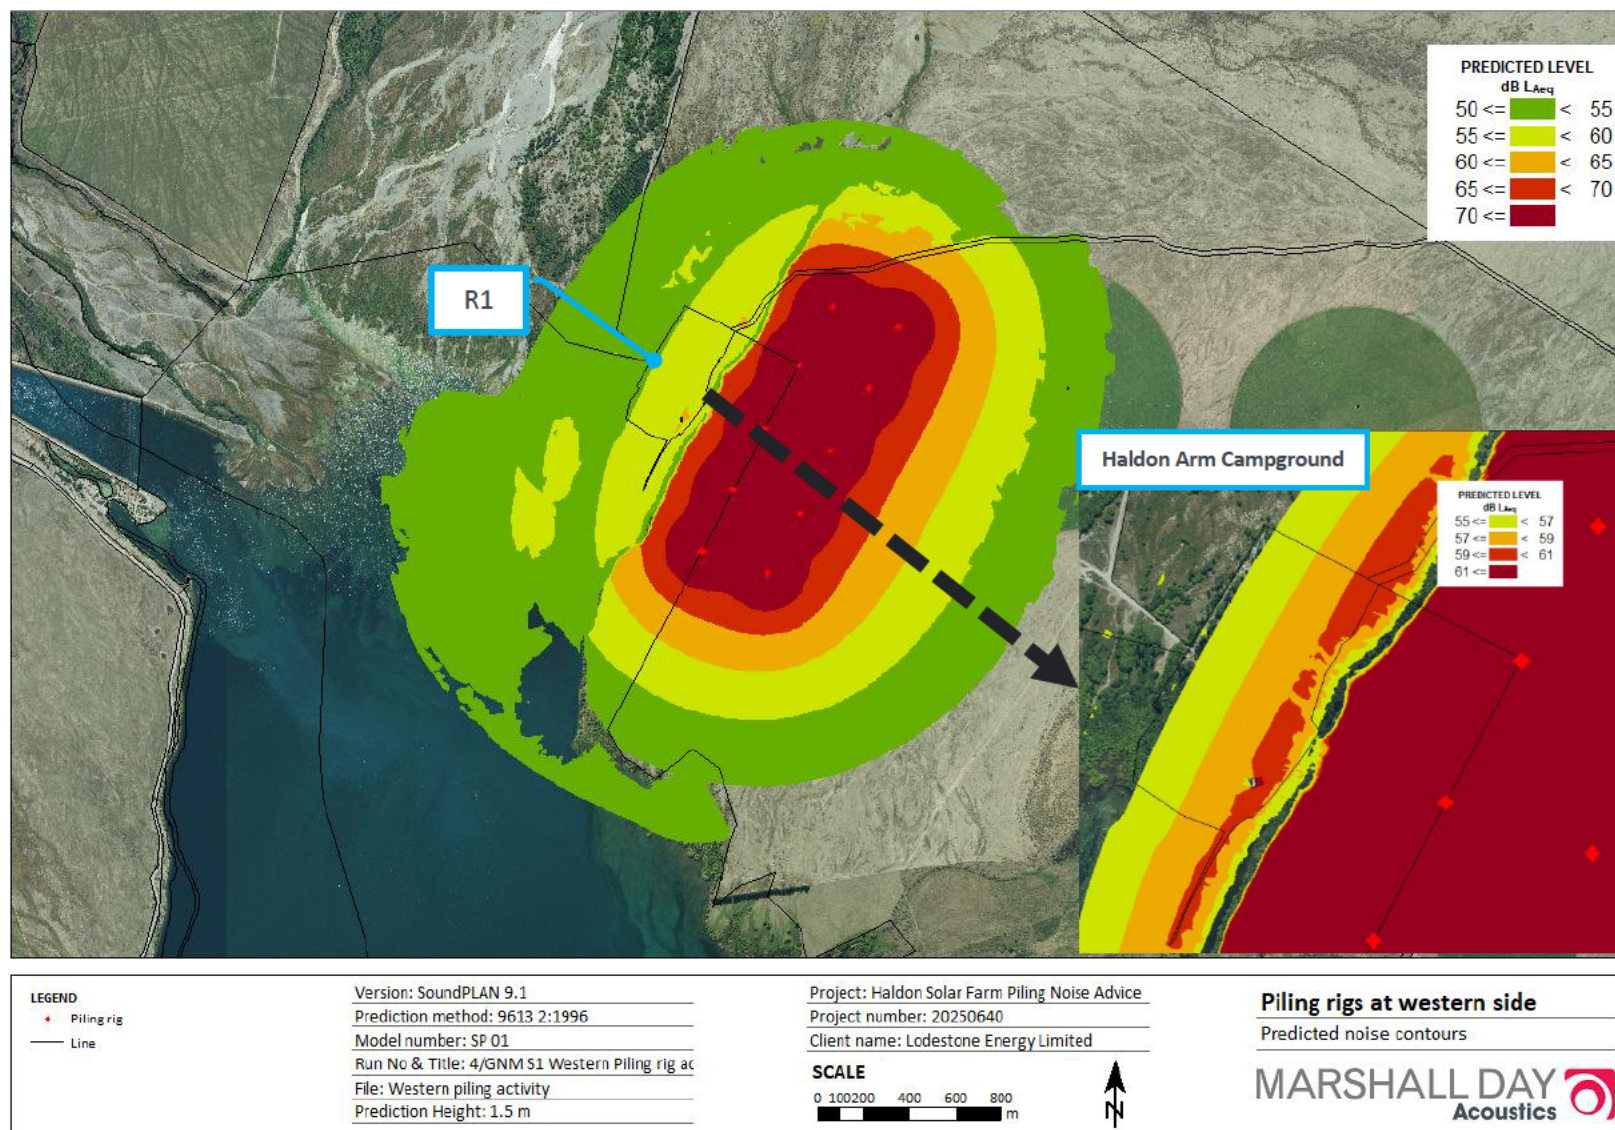 PREDICTED LEVEL
dB LAeq
50 <= < 55
55 <= < 60
60 <= < 65
65 <= < 70
70 <=
R1
Haldon Arm Campground
PREDICTED LEVEL
dB LAeq
55 <= < 57
57 <= < 59
59 <= < 61
61 <=
LEGEND
Piling rig
Line
Version: SoundPLAN 9.1
Prediction method: 9613 2:1996
Model number: SP 01
Run No & Title: 4/GNM S1 Western Piling rig ac
File: Western piling activity
Prediction Height: 1.5 m
Project: Haldon Solar Farm Piling Noise Advice
Project number: 20250640
Client name: Lodestone Energy Limited
SCALE
0 100200 400 600 800
m
N
Piling rigs at western side
Predicted noise contours
MARSHALL DAY
Acoustics